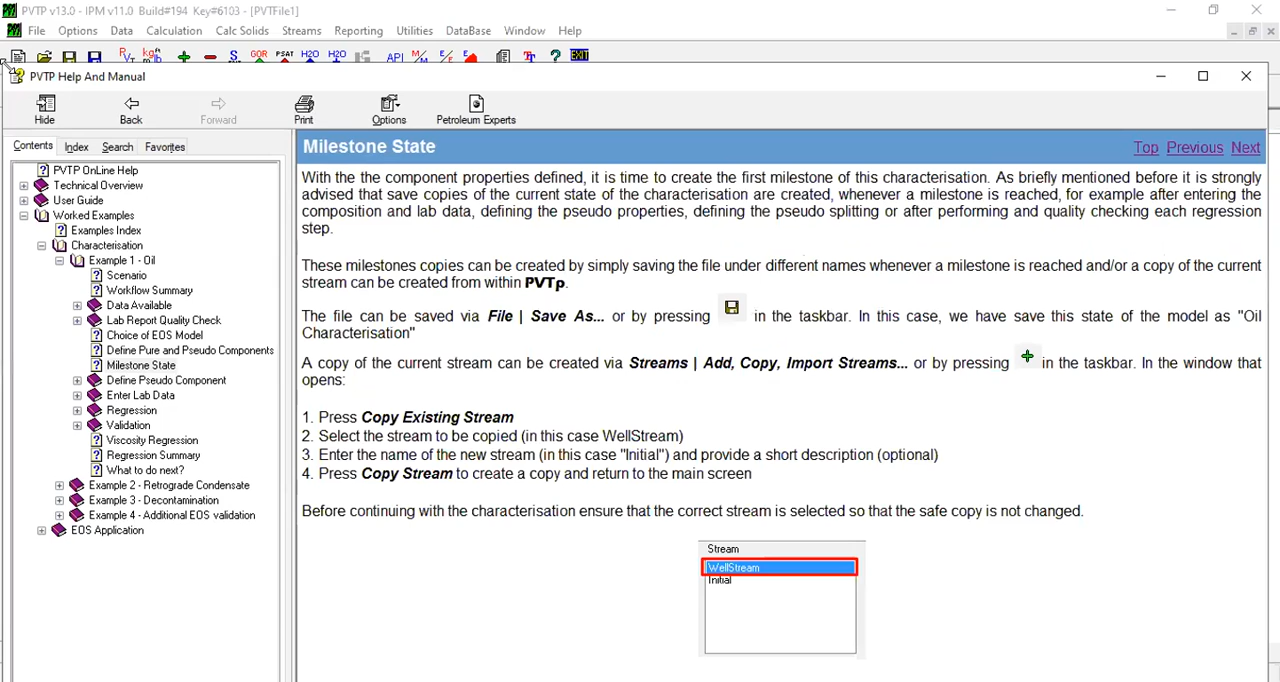 PVTP v13.0 - IPM v11.0 Build#194 Key#6103 - [PVTFile1]
File Options Data Calculation Calc Solids Streams Reporting Utilities DataBase Window Help
GOR PSAT H2O H2O API M/M E/E E EXIT
PVTP Help And Manual
Hide Back Forward Print Options Petroleum Experts
Contents Index Search Favorites
PVTP OnLine Help
Technical Overview
User Guide
Worked Examples
Examples Index
Characterisation
Example 1 - Oil
Scenario
Workflow Summary
Data Available
Lab Report Quality Check
Choice of EOS Model
Define Pure and Pseudo Components
Milestone State
Define Pseudo Component
Enter Lab Data
Regression
Validation
Viscosity Regression
Regression Summary
What to do next?
Example 2 - Retrograde Condensate
Example 3 - Decontamination
Example 4 - Additional EOS validation
EOS Application
Milestone State
Top Previous Next
With the the component properties defined, it is time to create the first milestone of this characterisation. As briefly mentioned before it is strongly
advised that save copies of the current state of the characterisation are created, whenever a milestone is reached, for example after entering the
composition and lab data, defining the pseudo properties, defining the pseudo splitting or after performing and quality checking each regression
step.
These milestones copies can be created by simply saving the file under different names whenever a milestone is reached and/or a copy of the current
stream can be created from within PVTp.
The file can be saved via File | Save As... or by pressing in the taskbar. In this case, we have save this state of the model as "Oil
Characterisation"
A copy of the current stream can be created via Streams | Add, Copy, Import Streams... or by pressing in the taskbar. In the window that
opens:
1. Press Copy Existing Stream
2. Select the stream to be copied (in this case WellStream)
3. Enter the name of the new stream (in this case "Initial") and provide a short description (optional)
4. Press Copy Stream to create a copy and return to the main screen
Before continuing with the characterisation ensure that the correct stream is selected so that the safe copy is not changed.
Stream
WellStream
Initial